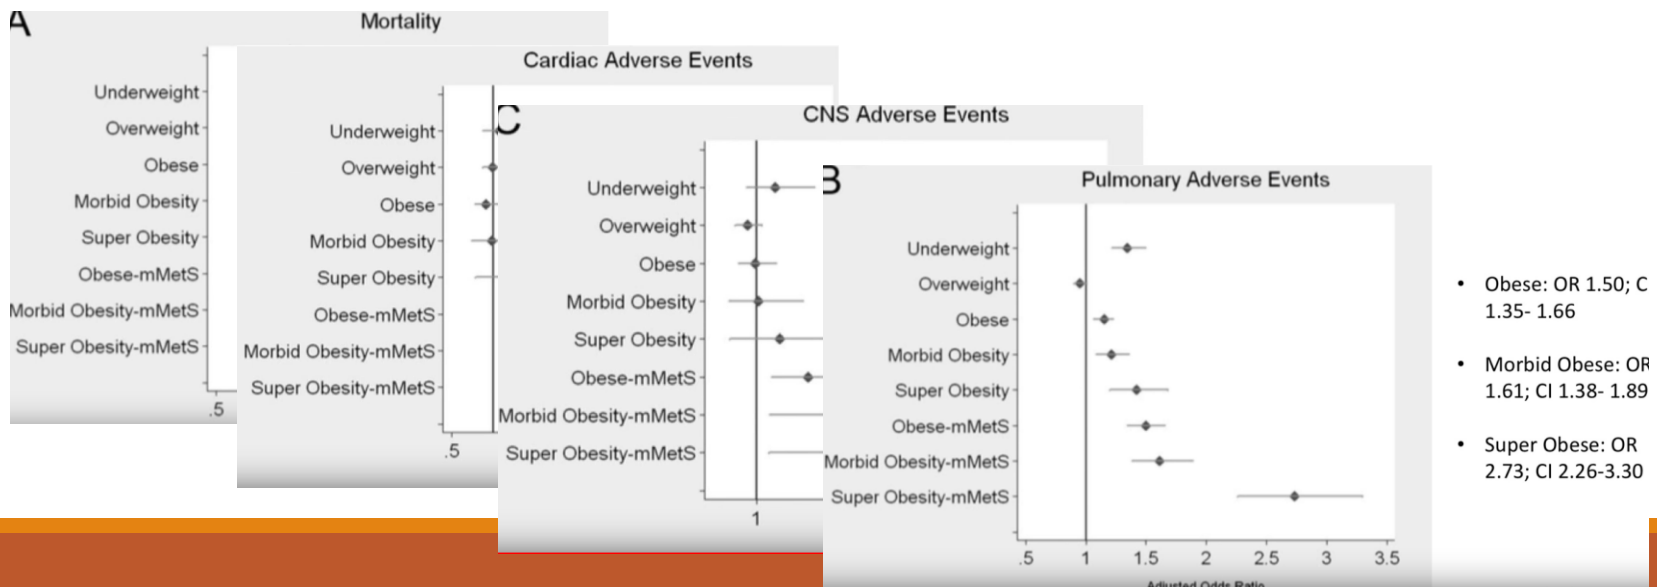 A
Mortality
Underweight
Overweight
Obese
Morbid Obesity
Super Obesity
Obese-mMetS
Morbid Obesity-mMetS
Super Obesity-mMetS
.5
Cardiac Adverse Events
Underweight
Overweight
Obese
Morbid Obesity
Super Obesity
Obese-mMetS
Morbid Obesity-mMetS
Super Obesity-mMetS
.5
C
CNS Adverse Events
Underweight
Overweight
Obese
Morbid Obesity
Super Obesity
Obese-mMetS
Morbid Obesity-mMetS
Super Obesity-mMetS
1
B
Pulmonary Adverse Events
Underweight
Overweight
Obese
Morbid Obesity
Super Obesity
Obese-mMetS
Morbid Obesity-mMetS
Super Obesity-mMetS
.5 1 1.5 2 2.5 3 3.5
Adjusted Odds Ratio
• Obese: OR 1.50; C
1.35- 1.66
• Morbid Obese: OR
1.61; CI 1.38- 1.89
• Super Obese: OR
2.73; CI 2.26-3.30